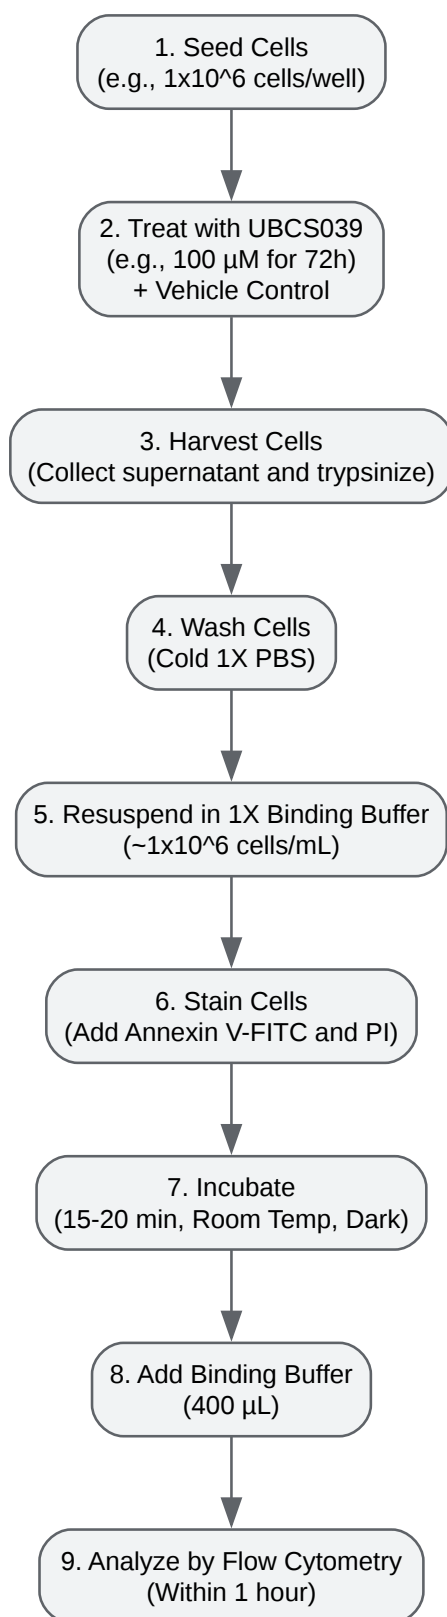 1. Seed Cells
(e.g., 1x10^6 cells/well)
2. Treat with UBCS039
(e.g., 100 µM for 72h)
+ Vehicle Control
3. Harvest Cells
(Collect supernatant and trypsinize)
4. Wash Cells
(Cold 1X PBS)
5. Resuspend in 1X Binding Buffer
(~1x10^6 cells/mL)
6. Stain Cells
(Add Annexin V-FITC and PI)
7. Incubate
(15-20 min, Room Temp, Dark)
8. Add Binding Buffer
(400 µL)
9. Analyze by Flow Cytometry
(Within 1 hour)